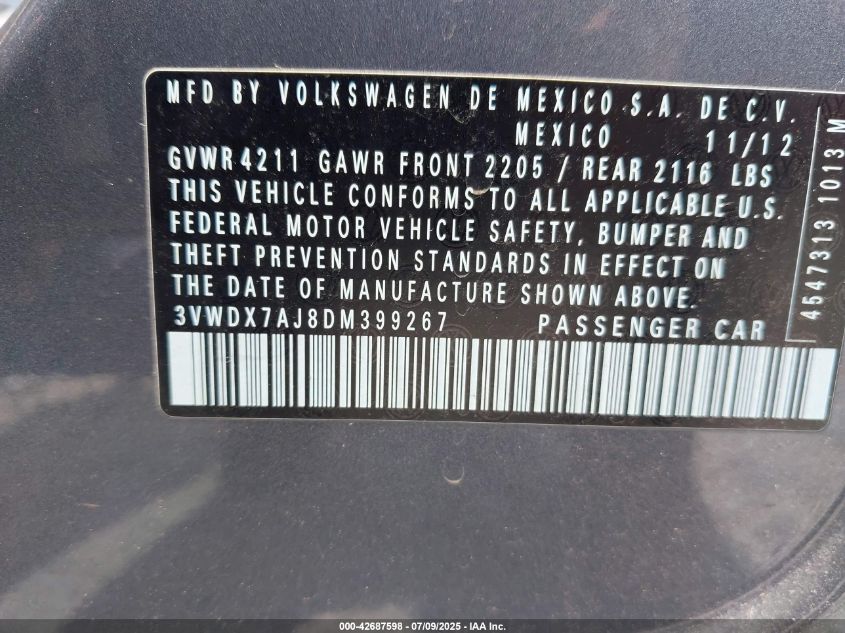 MFD BY VOLKSWAGEN DE MEXICO S.A. DE C.V.
MEXICO 11/12
GVWR 4211 GAWR FRONT 2205 / REAR 2116 LBS
THIS VEHICLE CONFORMS TO ALL APPLICABLE U.S.
FEDERAL MOTOR VEHICLE SAFETY, BUMPER AND
THEFT PREVENTION STANDARDS IN EFFECT ON
THE DATE OF MANUFACTURE SHOWN ABOVE.
3VWDX7AJ8DM399267 PASSENGER CAR
4547313 1013 M
000-42687598 - 07/09/2025 - IAA Inc.